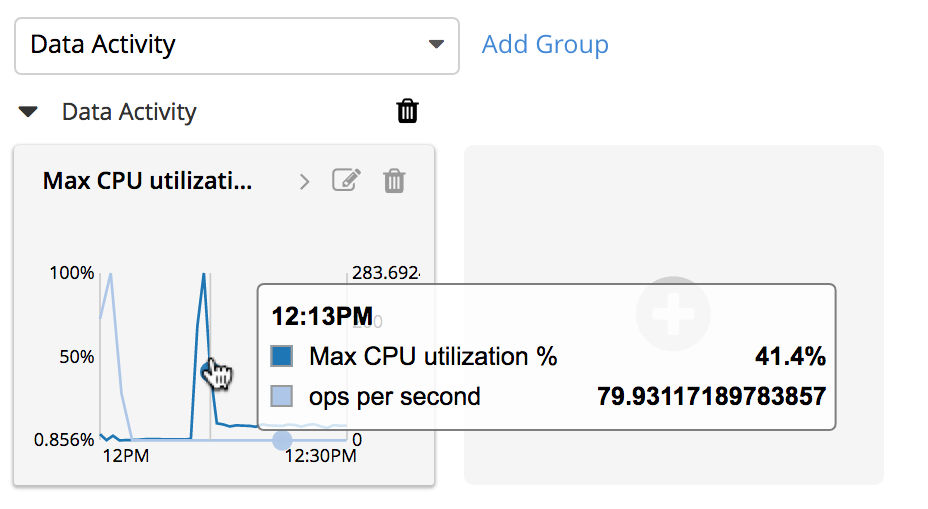 Data Activity
Add Group
Data Activity
Max CPU utilizati...
100%
283.692
50%
0.856%
0
12PM
12:30PM
12:13PM
Max CPU utilization %
41.4%
ops per second
79.93117189783857